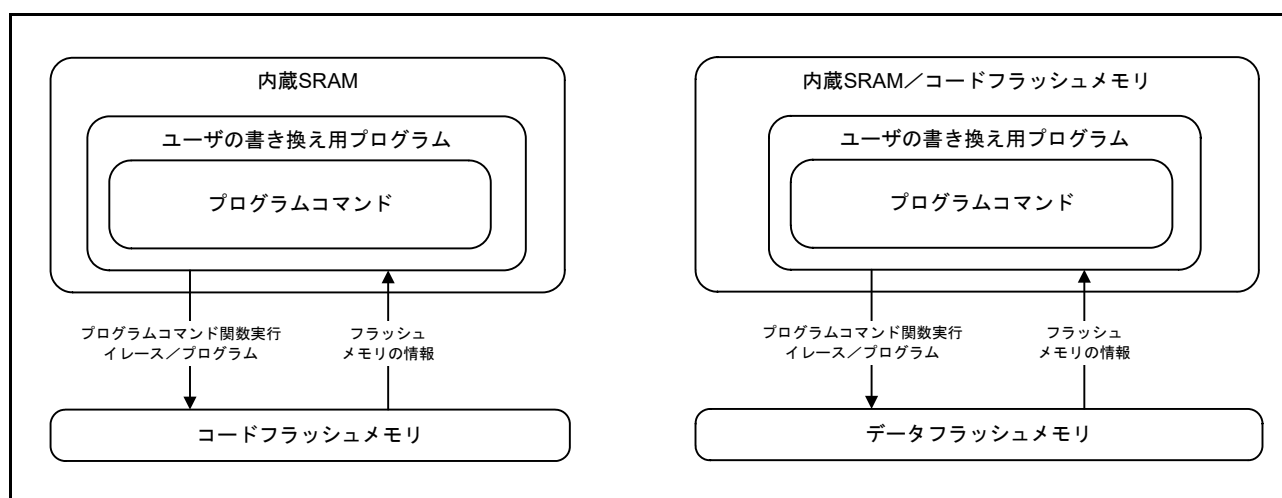 内蔵SRAM
ユーザの書き換え用プログラム
プログラムコマンド
プログラムコマンド関数実行
イレース／プログラム
フラッシュ
メモリの情報
コードフラッシュメモリ
内蔵SRAM／コードフラッシュメモリ
ユーザの書き換え用プログラム
プログラムコマンド
プログラムコマンド関数実行
イレース／プログラム
フラッシュ
メモリの情報
データフラッシュメモリ